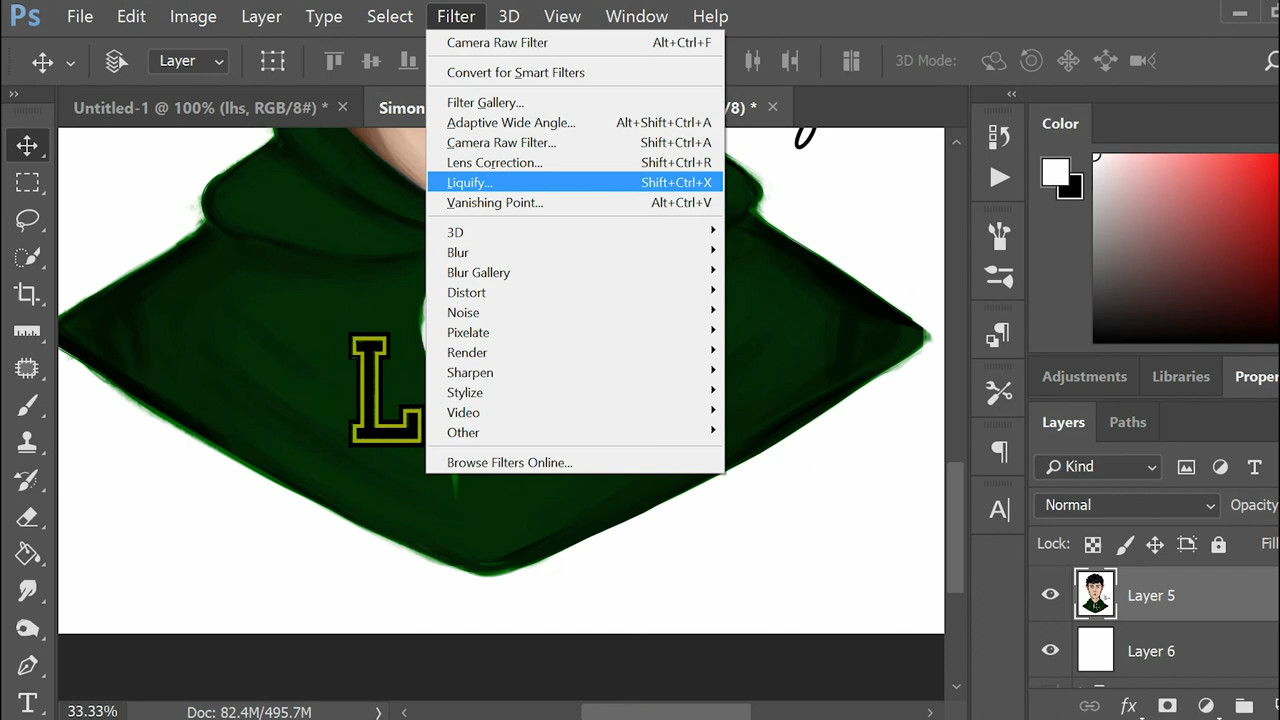 Ps File Edit Image Layer Type Select Filter 3D View Window Help
Layer 3D Mode:
Untitled-1 @ 100% (lhs, RGB/8#) * Simon /8) *
Camera Raw Filter Alt+Ctrl+F
Convert for Smart Filters
Filter Gallery...
Adaptive Wide Angle... Alt+Shift+Ctrl+A
Camera Raw Filter... Shift+Ctrl+A
Lens Correction... Shift+Ctrl+R
Liquify... Shift+Ctrl+X
Vanishing Point... Alt+Ctrl+V
3D
Blur
Blur Gallery
Distort
Noise
Pixelate
Render
Sharpen
Stylize
Video
Other
Browse Filters Online...
L
Color
Adjustments Libraries Proper
Layers Paths
Kind
Normal Opacity
Lock: Fill
Layer 5
Layer 6
33.33% Doc: 82.4M/495.7M